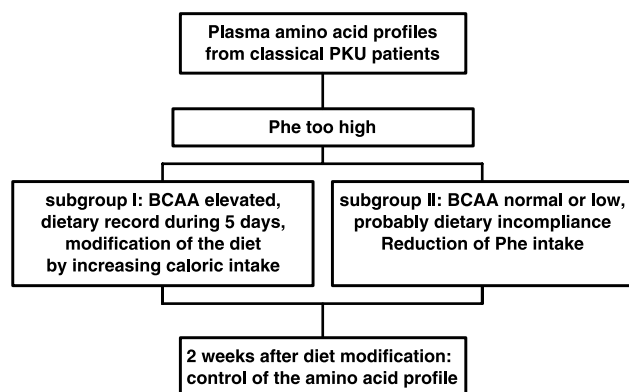 Plasma amino acid profiles
from classical PKU patients
Phe too high
subgroup I: BCAA elevated,
dietary record during 5 days,
modification of the diet
by increasing caloric intake
subgroup II: BCAA normal or low,
probably dietary incompliance
Reduction of Phe intake
2 weeks after diet modification:
control of the amino acid profile